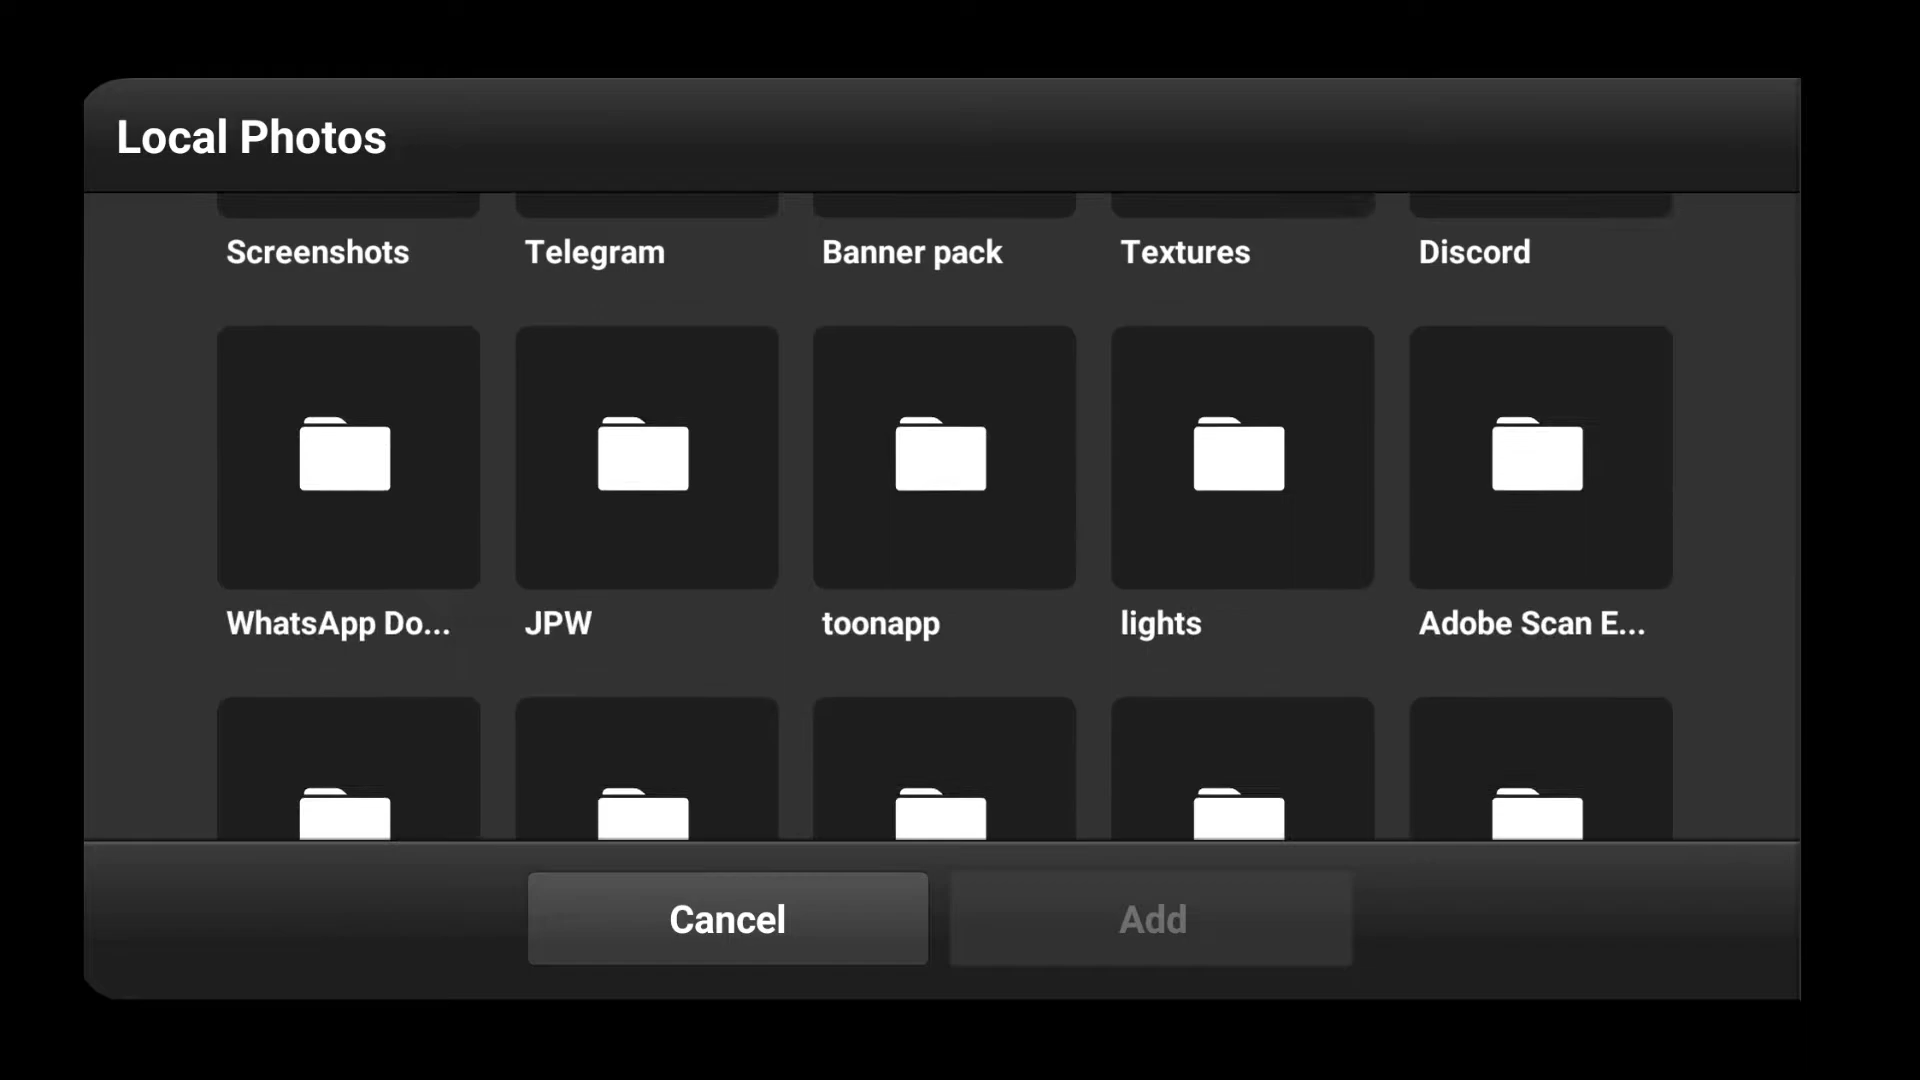 Local Photos
Screenshots
Telegram
Banner pack
Textures
Discord
WhatsApp Do...
JPW
toonapp
lights
Adobe Scan E...
Cancel
Add